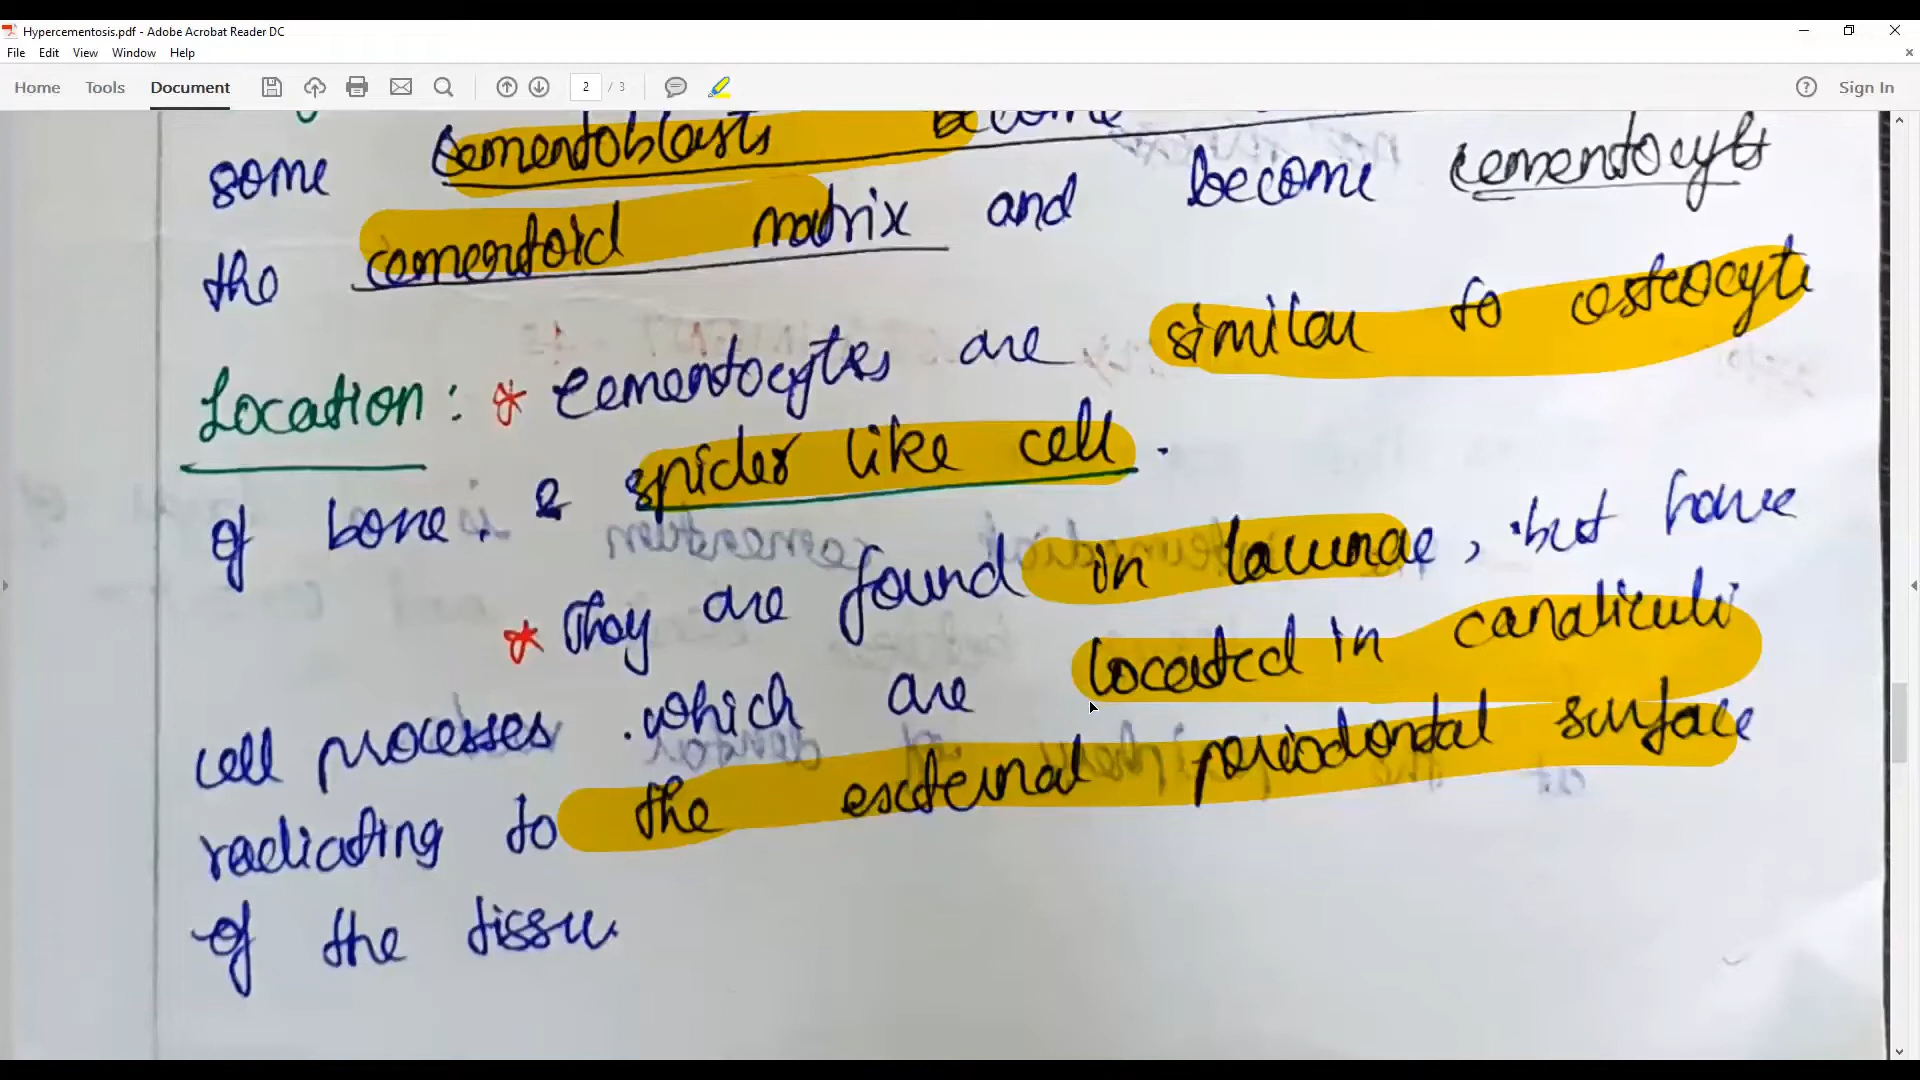 Hypercementosis.pdf - Adobe Acrobat Reader DC
File Edit View Window Help
Home Tools Document 2 / 3 Sign In
some cementoblasts become
the cementoid matrix and become cementocyts
Location : * Cementocytes are similar to osteocyte
of bone. & spider like cell .
* They are found in lacunae, but have
cell processes .which are located in canaliculi
radiating to the external periodontal surface
of the tissu.